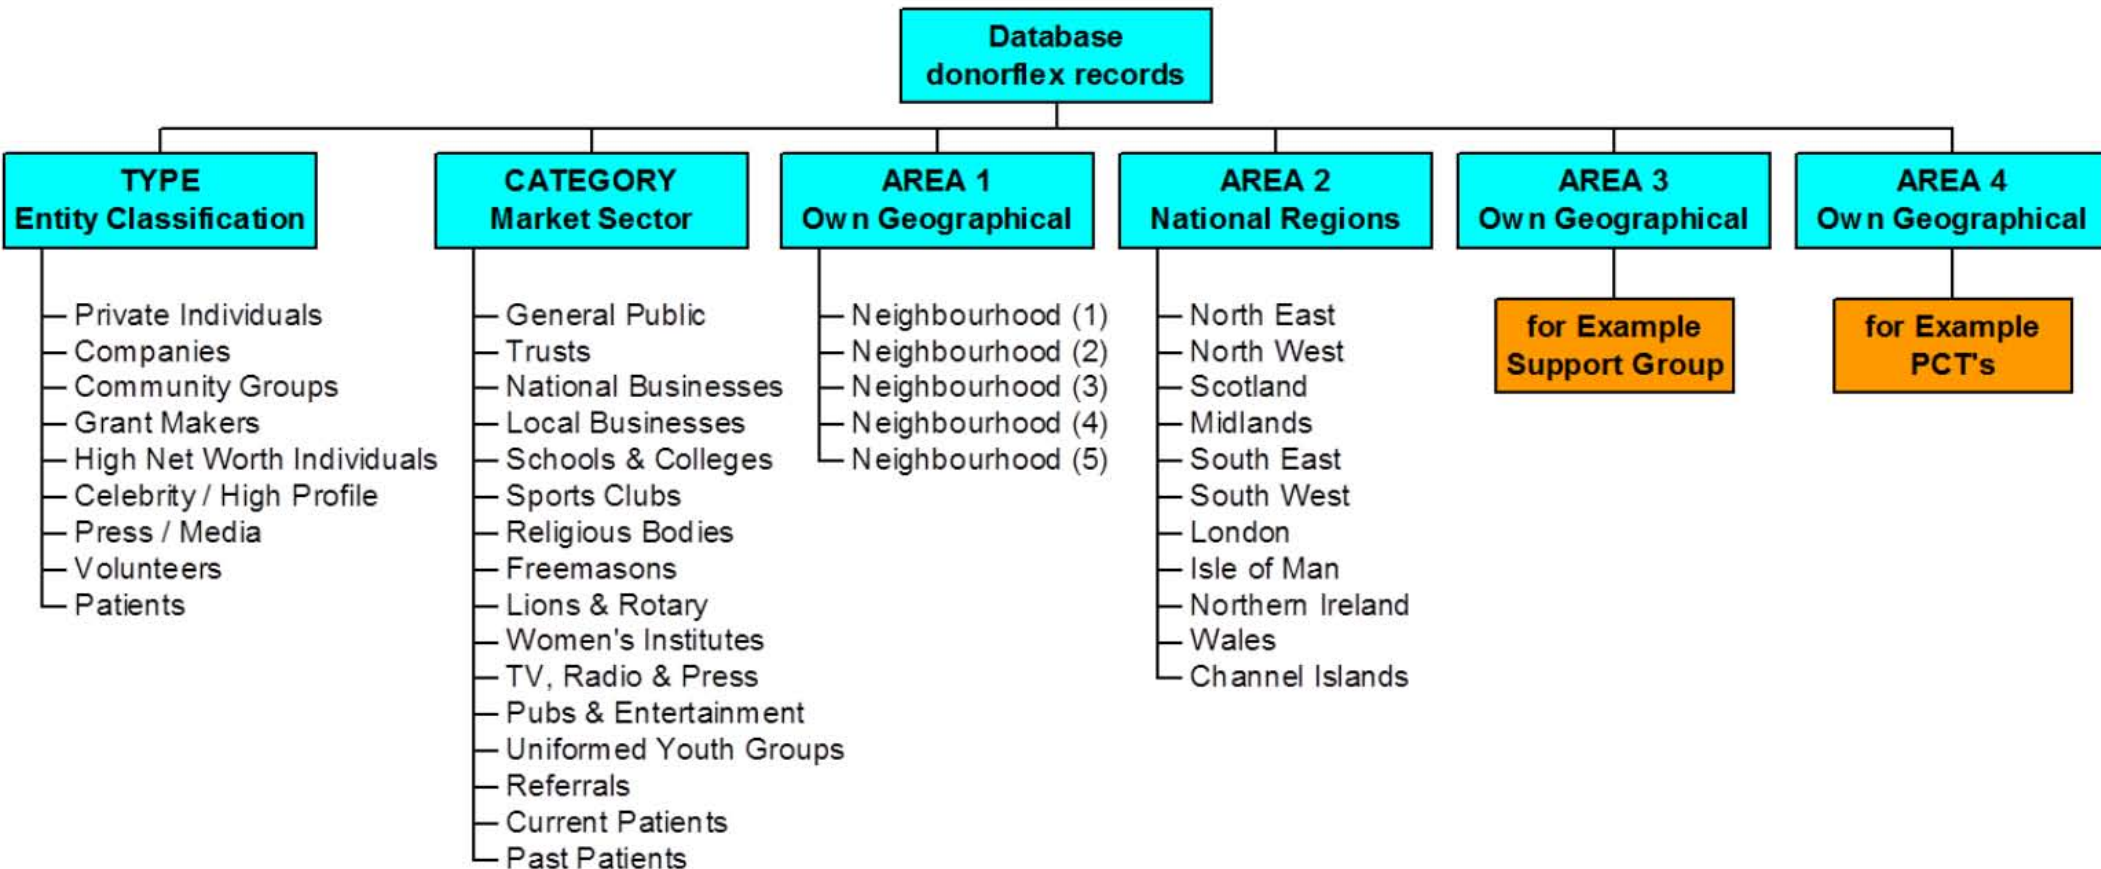 Database
donorflex records
TYPE
Entity Classification
Private Individuals
Companies
Community Groups
Grant Makers
High Net Worth Individuals
Celebrity / High Profile
Press / Media
Volunteers
Patients
CATEGORY
Market Sector
General Public
Trusts
National Businesses
Local Businesses
Schools & Colleges
Sports Clubs
Religious Bodies
Freemasons
Lions & Rotary
Women's Institutes
TV, Radio & Press
Pubs & Entertainment
Uniformed Youth Groups
Referrals
Current Patients
Past Patients
AREA 1
Own Geographical
Neighbourhood (1)
Neighbourhood (2)
Neighbourhood (3)
Neighbourhood (4)
Neighbourhood (5)
AREA 2
National Regions
North East
North West
Scotland
Midlands
South East
South West
London
Isle of Man
Northern Ireland
Wales
Channel Islands
AREA 3
Own Geographical
for Example
Support Group
AREA 4
Own Geographical
for Example
PCT's